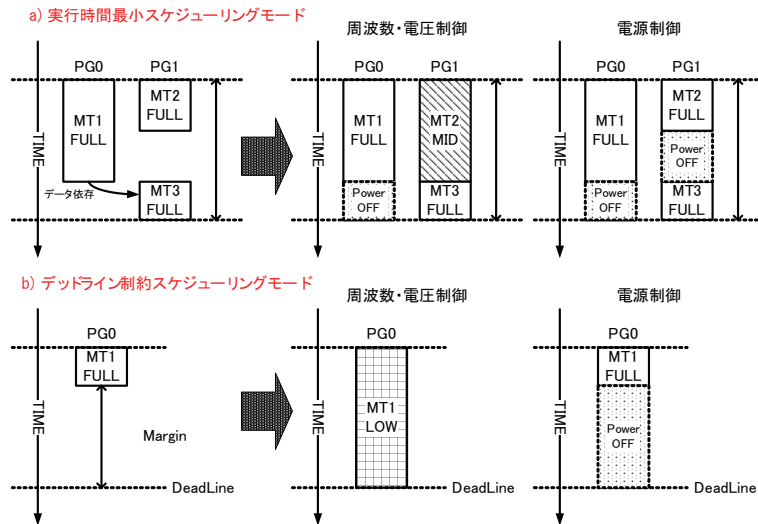 a) 実行時間最小スケジューリングモード
周波数・電圧制御
電源制御
PG0
PG1
PG0
PG1
PG0
PG1
TIME
MT1
FULL
MT2
FULL
データ依存
MT3
FULL
TIME
MT1
FULL
MT2
MID
Power
OFF
MT3
FULL
TIME
MT1
FULL
MT2
FULL
Power
OFF
Power
OFF
MT3
FULL
b) デッドライン制約スケジューリングモード
周波数・電圧制御
電源制御
PG0
PG0
PG0
TIME
MT1
FULL
Margin
DeadLine
TIME
MT1
LOW
DeadLine
TIME
MT1
FULL
Power
OFF
DeadLine